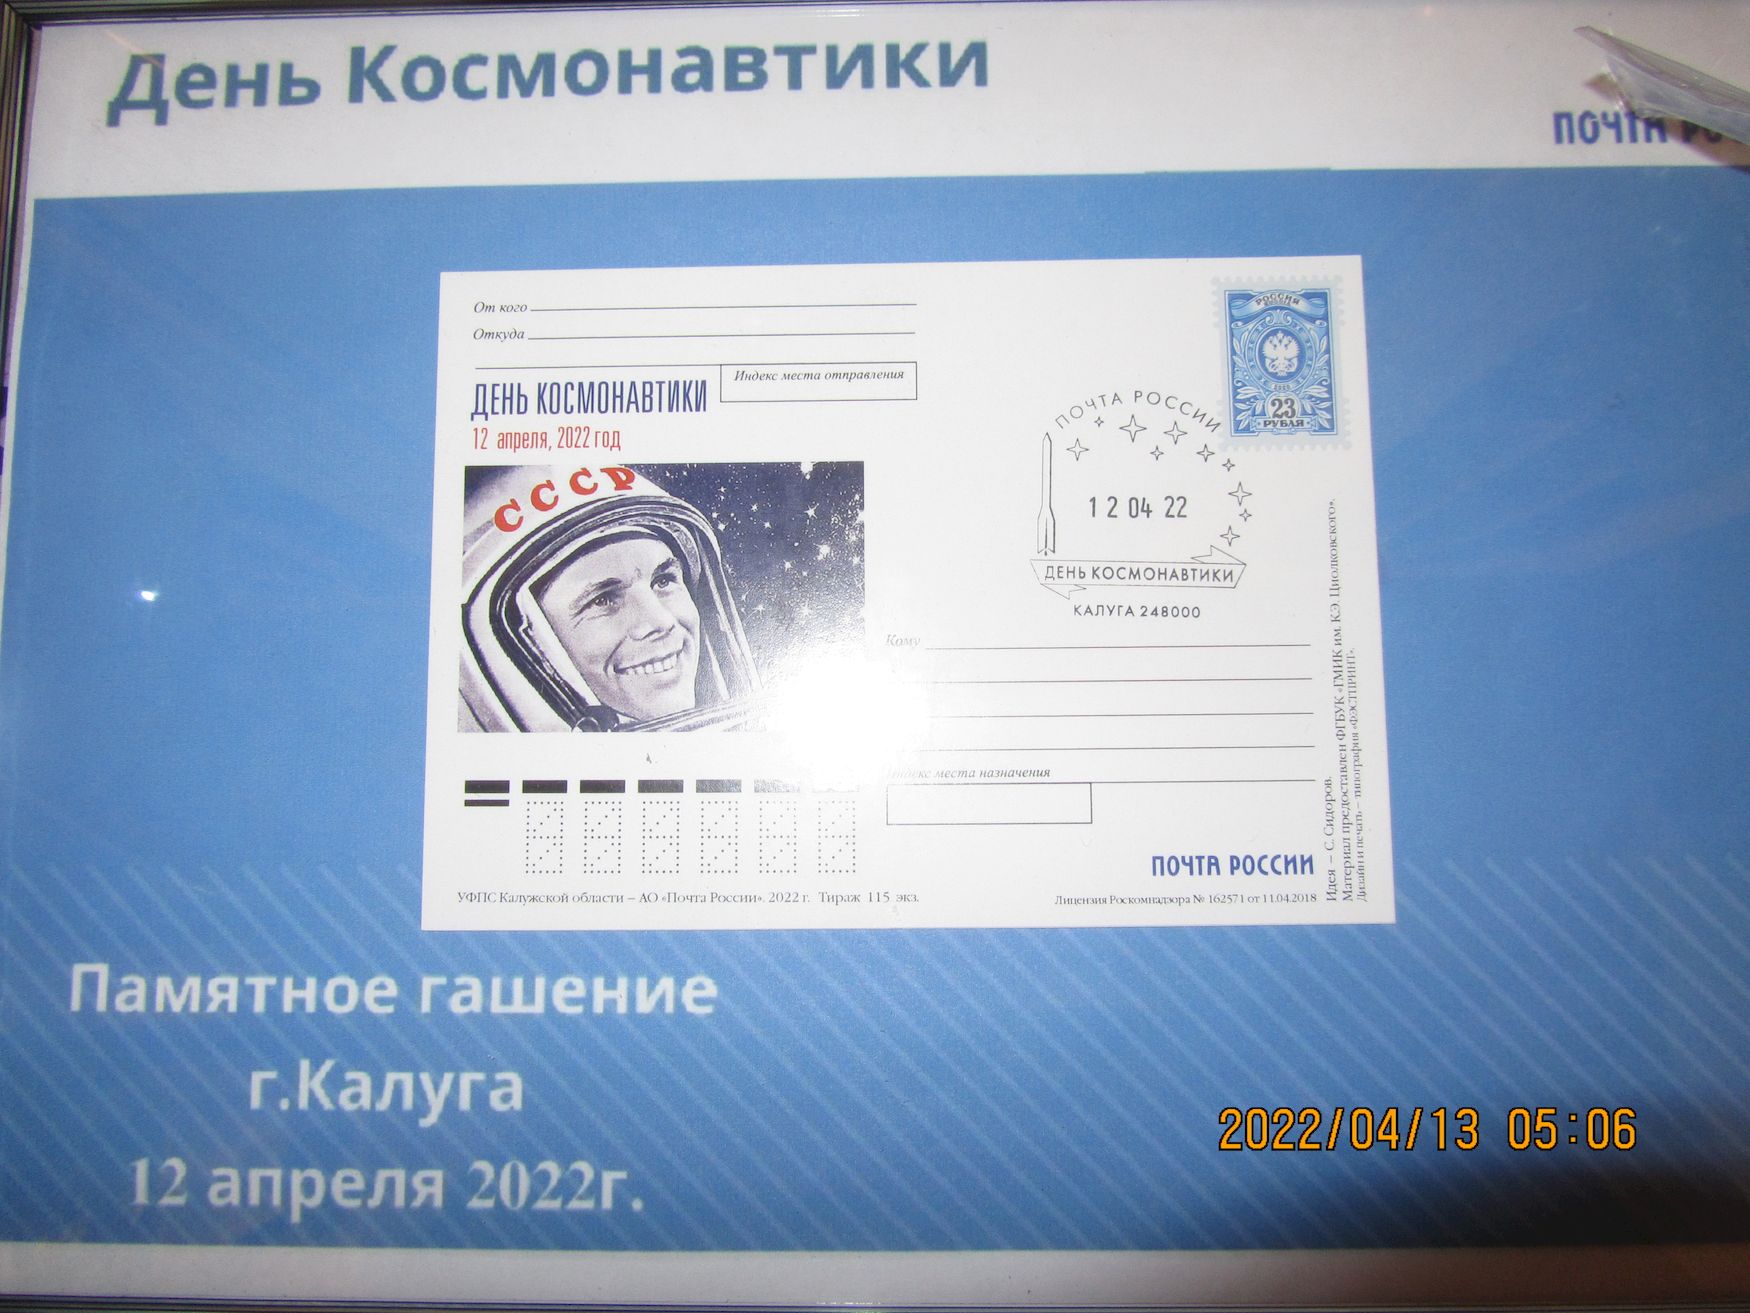 День Космонавтики
ПОЧТА
От кого
Откуда
Индекс места отправления
ДЕНЬ КОСМОНАВТИКИ
12 апреля, 2022 год
СССР
РОССИЯ
RUSSIA
2022
23
РУБЛЯ
ПОЧТА РОССИИ
12 04 22
ДЕНЬ КОСМОНАВТИКИ
КАЛУГА 248000
Кому
Индекс места назначения
ПОЧТА РОССИИ
УФПС Калужской области – АО «Почта России». 2022 г. Тираж 115 экз.
Лицензия Роскомнадзора № 162571 от 11.04.2018
Идея – С. Сидоров.
Материал предоставлен ФГБУК «ГМИК им. К.Э. Циолковского».
Дизайн и печать – типография «ФЭСТПРИНТ».
Памятное гашение
г.Калуга
12 апреля 2022г.
2022/04/13 05:06